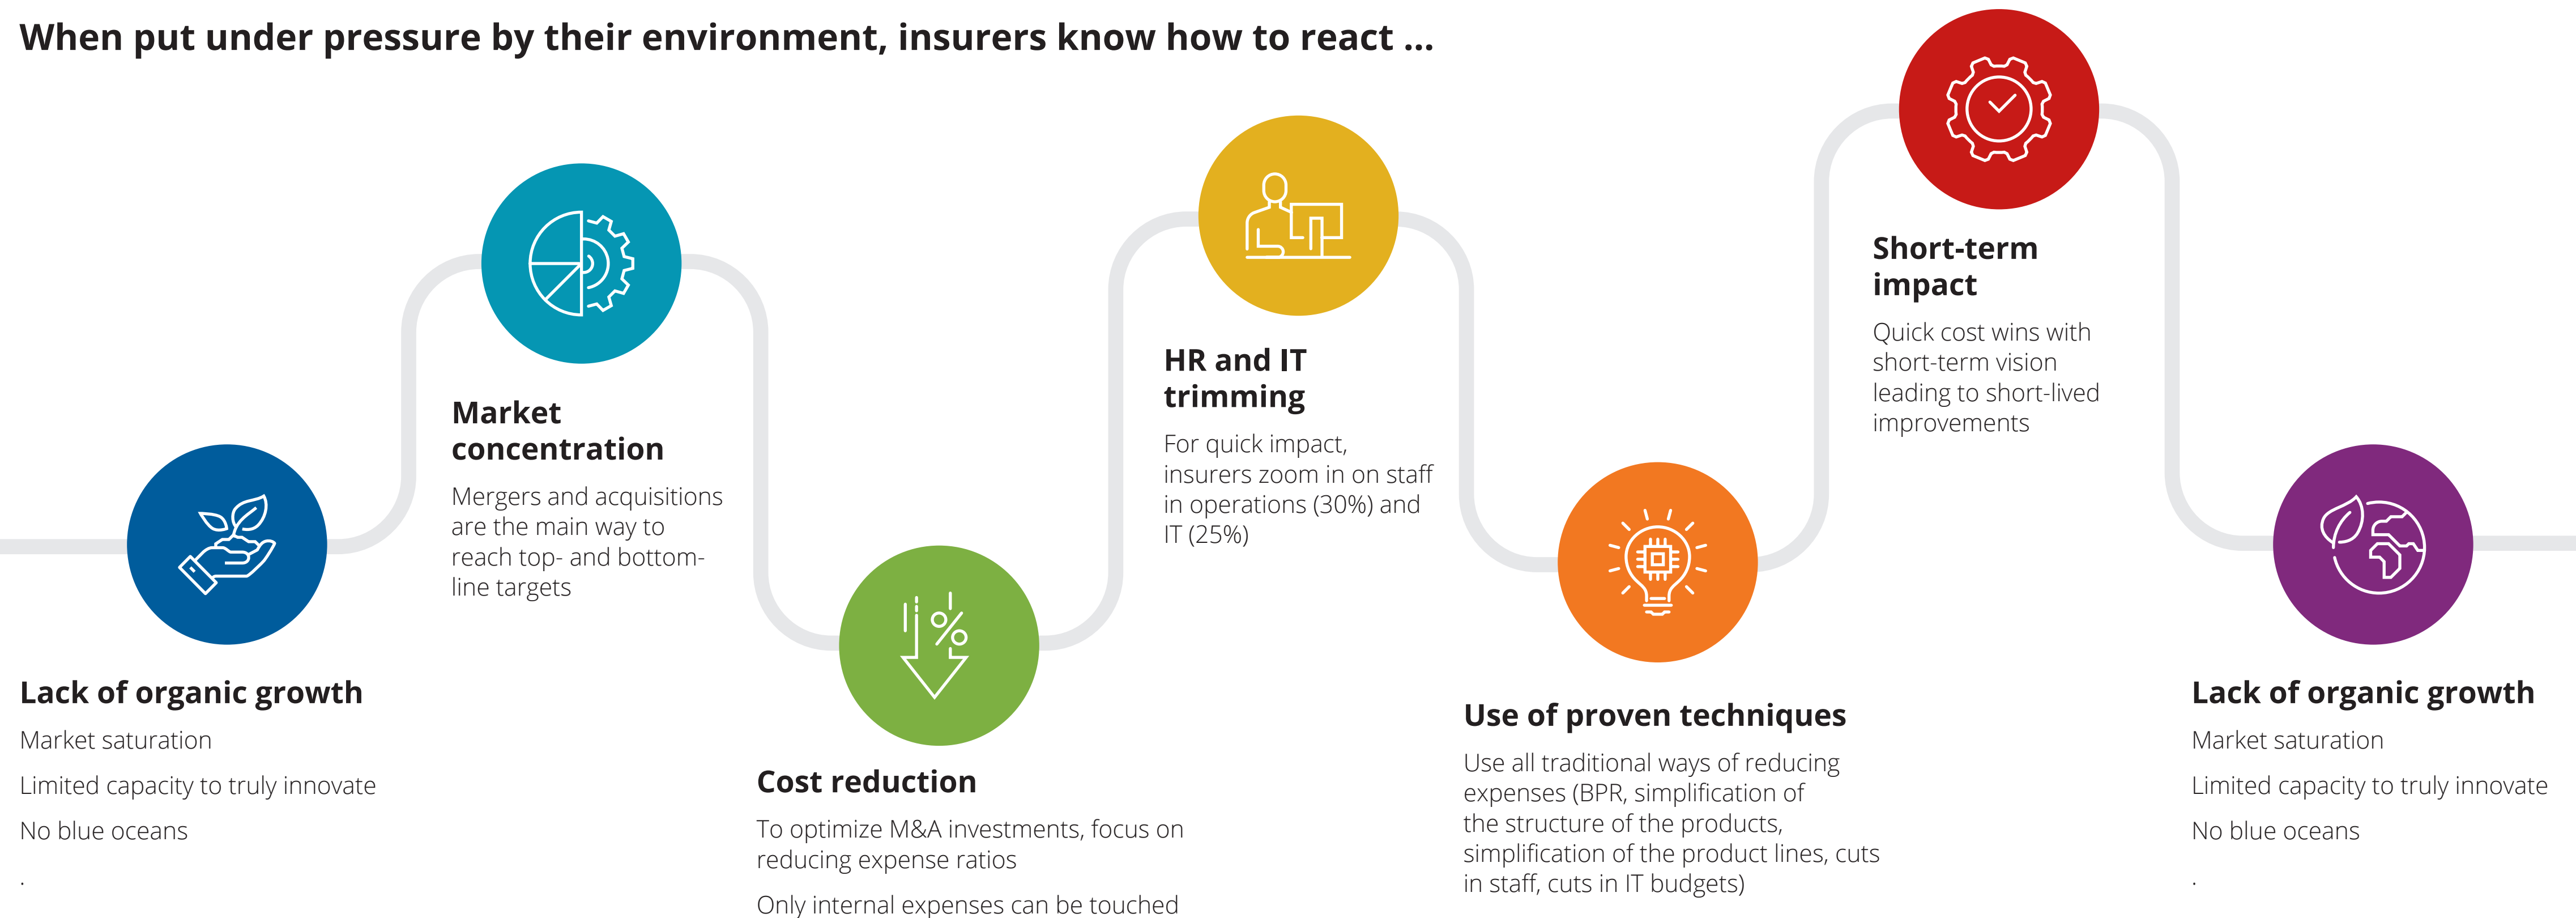 When put under pressure by their environment, insurers know how to react ...
Lack of organic growth
Market saturation
Limited capacity to truly innovate
No blue oceans
.
Market
concentration
Mergers and acquisitions
are the main way to
reach top- and bottom-
line targets
Cost reduction
To optimize M&A investments, focus on
reducing expense ratios
Only internal expenses can be touched
HR and IT
trimming
For quick impact,
insurers zoom in on staff
in operations (30%) and
IT (25%)
Use of proven techniques
Use all traditional ways of reducing
expenses (BPR, simplification of
the structure of the products,
simplification of the product lines, cuts
in staff, cuts in IT budgets)
Short-term
impact
Quick cost wins with
short-term vision
leading to short-lived
improvements
Lack of organic growth
Market saturation
Limited capacity to truly innovate
No blue oceans
.
%